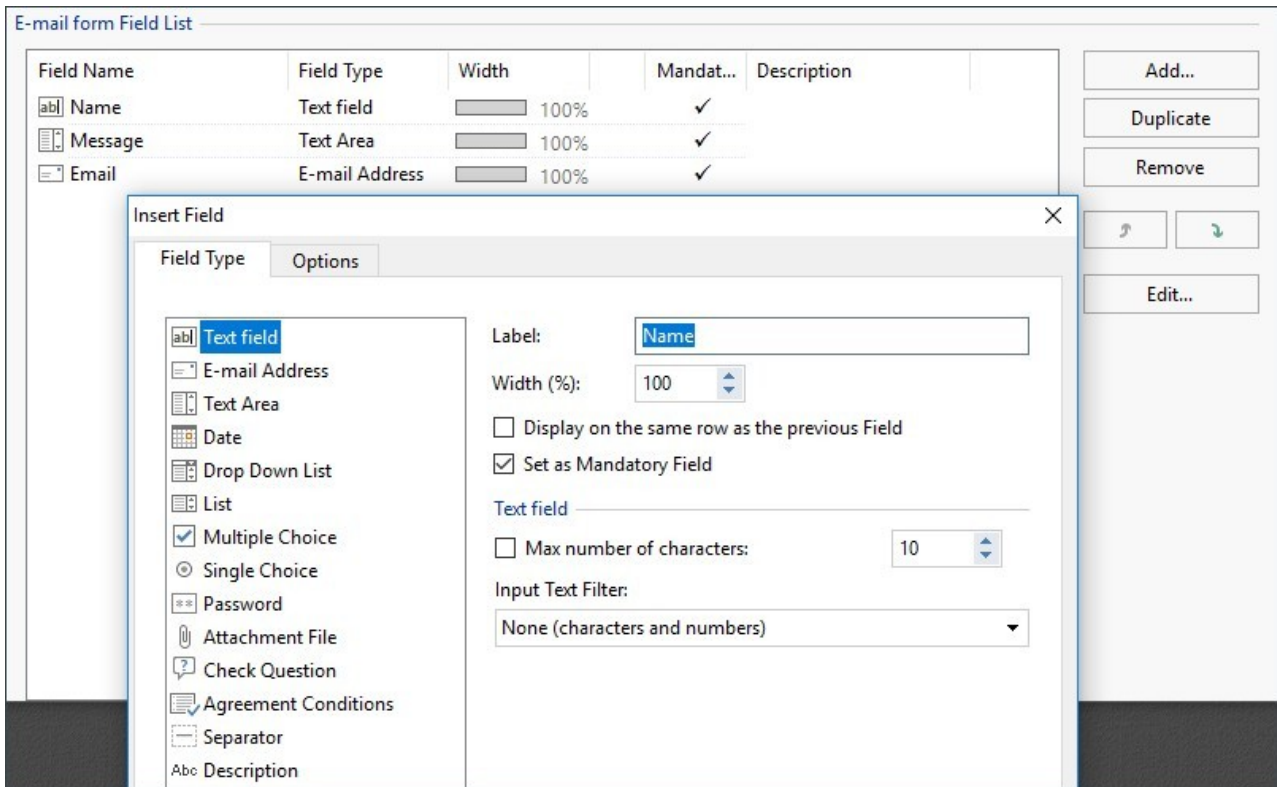 E-mail form Field List
Field Name Field Type Width Mandat... Description
Name Text field 100% ✓
Message Text Area 100% ✓
Email E-mail Address 100% ✓
Add...
Duplicate
Remove
Edit...
Insert Field
Field Type Options
Text field
E-mail Address
Text Area
Date
Drop Down List
List
Multiple Choice
Single Choice
Password
Attachment File
Check Question
Agreement Conditions
Separator
Abc Description
Label: Name
Width (%): 100
Display on the same row as the previous Field
Set as Mandatory Field
Text field
Max number of characters: 10
Input Text Filter:
None (characters and numbers)